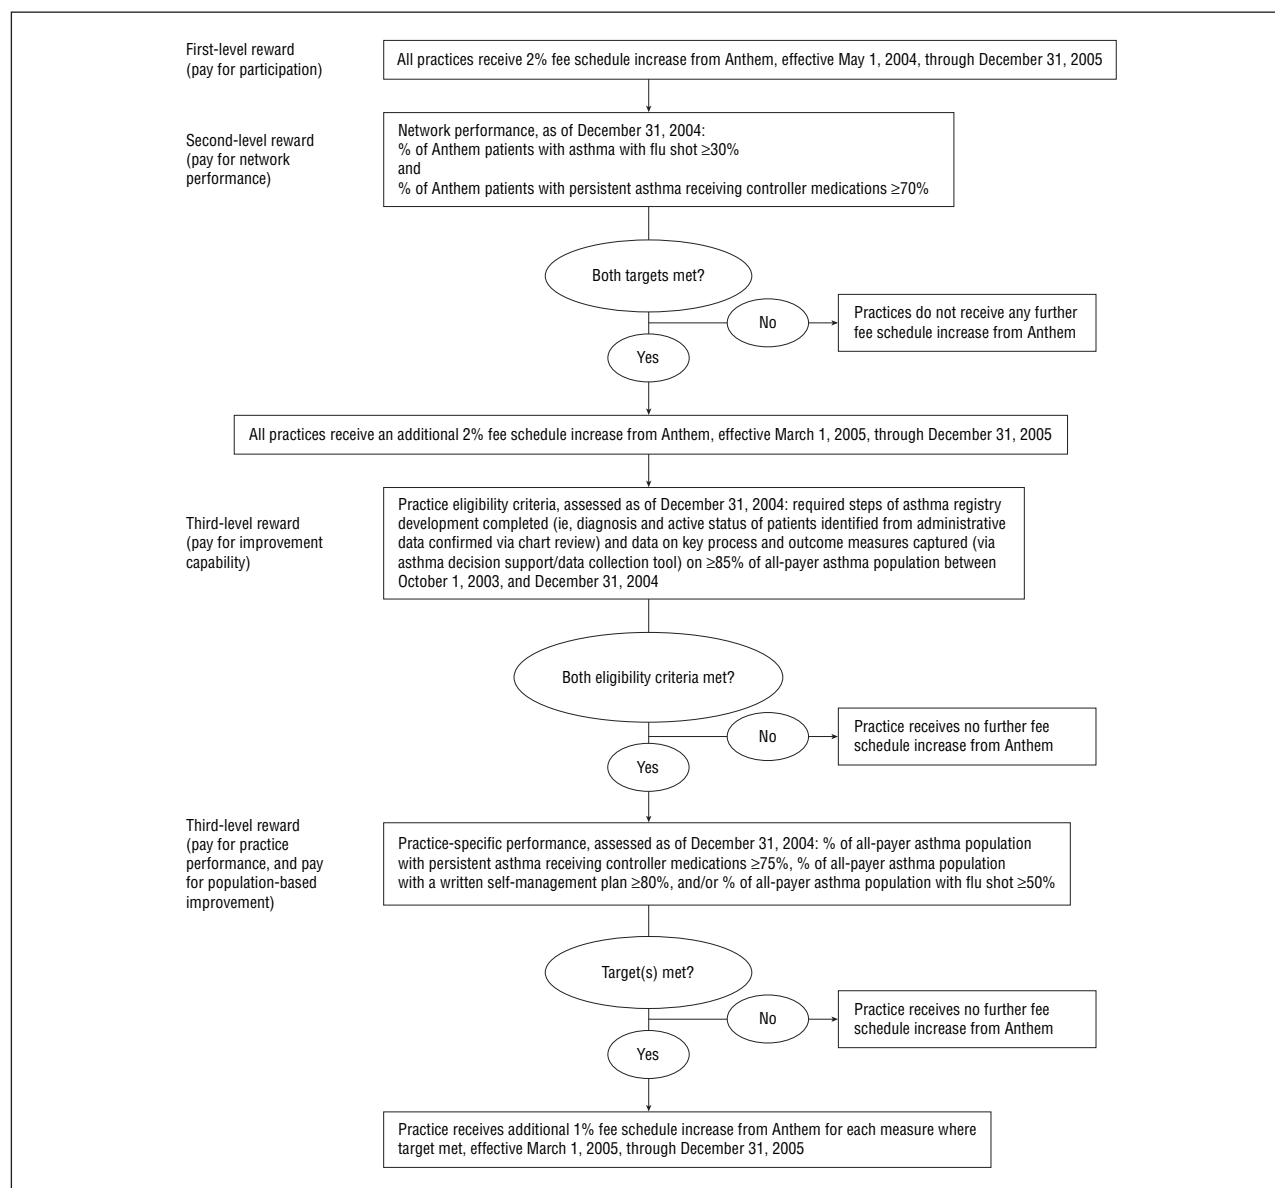 First-level reward
(pay for participation)
All practices receive 2% fee schedule increase from Anthem, effective May 1, 2004, through December 31, 2005
Second-level reward
(pay for network
performance)
Network performance, as of December 31, 2004:
% of Anthem patients with asthma with flu shot ≥30%
and
% of Anthem patients with persistent asthma receiving controller medications ≥70%
Both targets met?
No
Practices do not receive any further
fee schedule increase from Anthem
Yes
All practices receive an additional 2% fee schedule increase from Anthem, effective March 1, 2005, through December 31, 2005
Third-level reward
(pay for improvement
capability)
Practice eligibility criteria, assessed as of December 31, 2004: required steps of asthma registry
development completed (ie, diagnosis and active status of patients identified from administrative
data confirmed via chart review) and data on key process and outcome measures captured (via
asthma decision support/data collection tool) on ≥85% of all-payer asthma population between
October 1, 2003, and December 31, 2004
Both eligibility criteria met?
No
Practice receives no further fee
schedule increase from Anthem
Yes
Third-level reward
(pay for practice
performance, and pay
for population-based
improvement)
Practice-specific performance, assessed as of December 31, 2004: % of all-payer asthma population
with persistent asthma receiving controller medications ≥75%, % of all-payer asthma population
with a written self-management plan ≥80%, and/or % of all-payer asthma population with flu shot ≥50%
Target(s) met?
No
Practice receives no further fee
schedule increase from Anthem
Yes
Practice receives additional 1% fee schedule increase from Anthem for each measure where
target met, effective March 1, 2005, through December 31, 2005